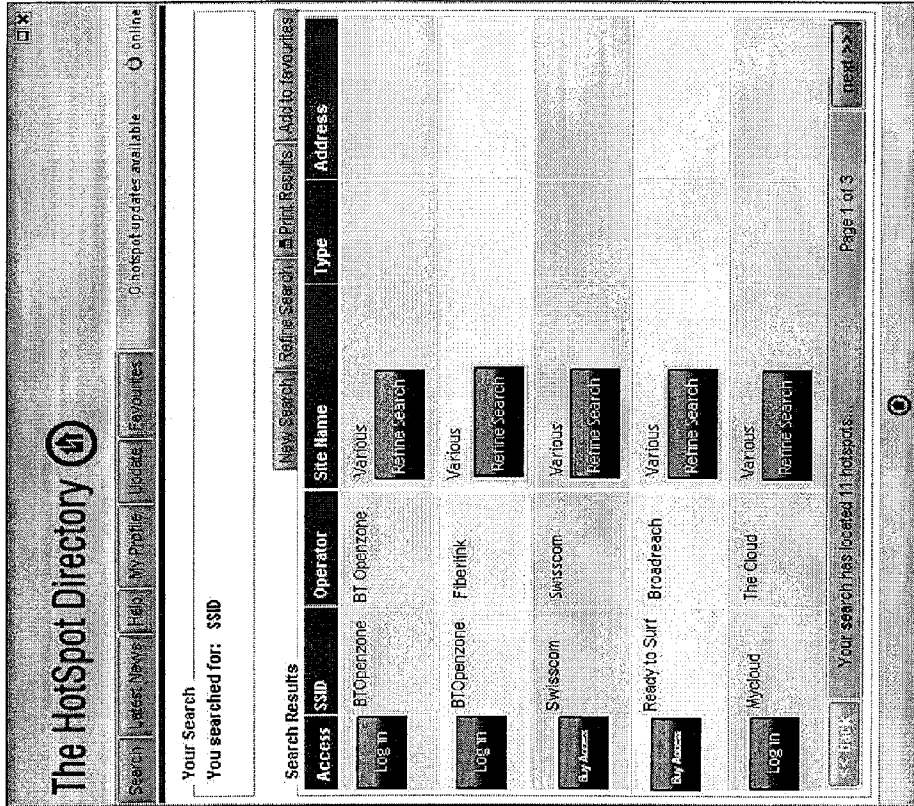 The HotSpot Directory
Search Latest News Help My Profile Update Favourites 0 hotspot updates available online
Your Search
You searched for: SSID
New Search Refine Search Print Results Add to favourites
Search Results
Access SSID Operator Site Name Type Address
Log in BTOpenzone BT Openzone Various
Refine Search
Log in BTOpenzone Fiberlink Various
Refine Search
Buy Access Swisscom Swisscom Various
Refine Search
Buy Access Ready to Surf Broadreach Various
Refine Search
Log in Mycloud The Cloud Various
Refine Search
<< back Your search has located 11 hotspots... Page 1 of 3 next >>